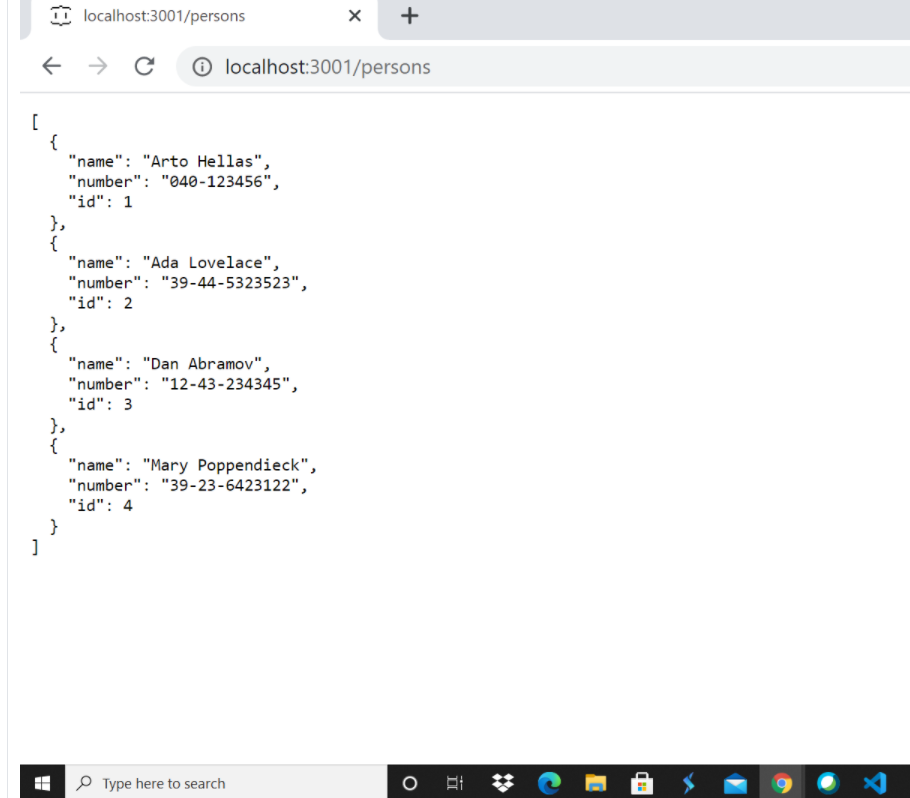 localhost:3001/persons
localhost:3001/persons
[
  {
    "name": "Arto Hellas",
    "number": "040-123456",
    "id": 1
  },
  {
    "name": "Ada Lovelace",
    "number": "39-44-5323523",
    "id": 2
  },
  {
    "name": "Dan Abramov",
    "number": "12-43-234345",
    "id": 3
  },
  {
    "name": "Mary Poppendieck",
    "number": "39-23-6423122",
    "id": 4
  }
]
Type here to search